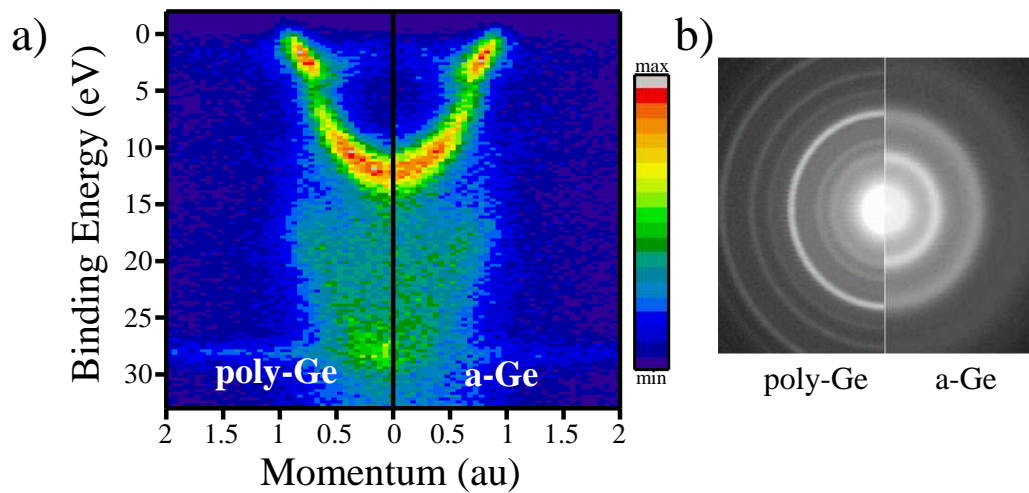 a)
Binding Energy (eV)
0
5
10
15
20
25
30
poly-Ge
a-Ge
2
1.5
1
0.5
0
0.5
1
1.5
2
Momentum (au)
max
min
b)
poly-Ge
a-Ge